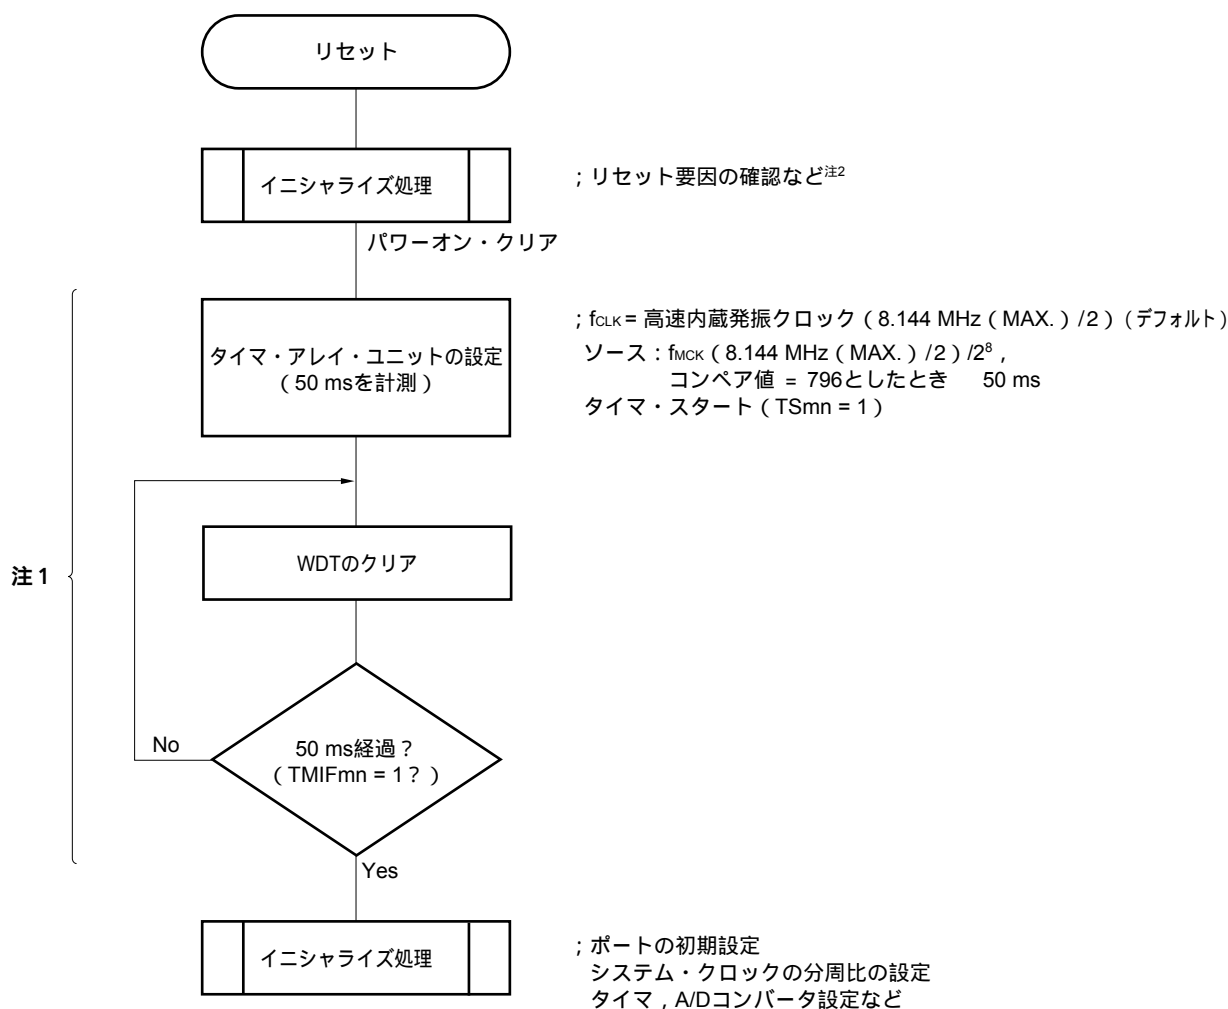 リセット
イニシャライズ処理
；リセット要因の確認など注2
パワーオン・クリア
タイマ・アレイ・ユニットの設定
（50 msを計測）
；fCLK = 高速内蔵発振クロック（8.144 MHz（MAX.）/2）（デフォルト）
ソース：fMCK（8.144 MHz（MAX.）/2）/2⁸，
コンペア値 = 796としたとき 50 ms
タイマ・スタート（TSmn = 1）
WDTのクリア
注1
No
50 ms経過？
（TMIFmn = 1？）
Yes
イニシャライズ処理
；ポートの初期設定
システム・クロックの分周比の設定
タイマ，A/Dコンバータ設定など